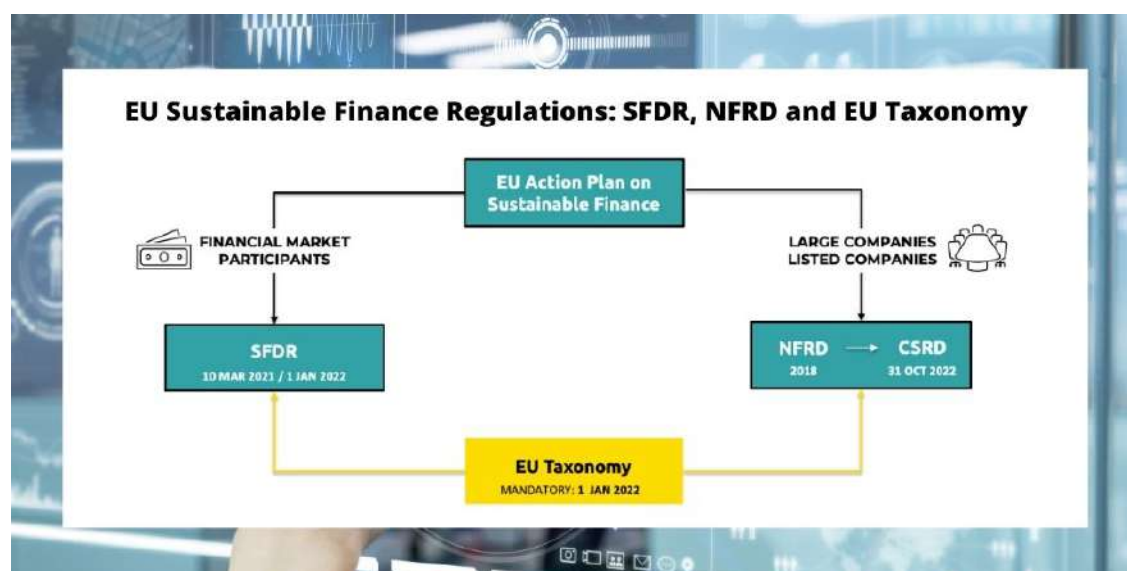 EU Sustainable Finance Regulations: SFDR, NFRD and EU Taxonomy
EU Action Plan on
Sustainable Finance
FINANCIAL MARKET
PARTICIPANTS
LARGE COMPANIES
LISTED COMPANIES
SFDR
10 MAR 2021 / 1 JAN 2022
NFRD → CSRD
2018 31 OCT 2022
EU Taxonomy
MANDATORY: 1 JAN 2022